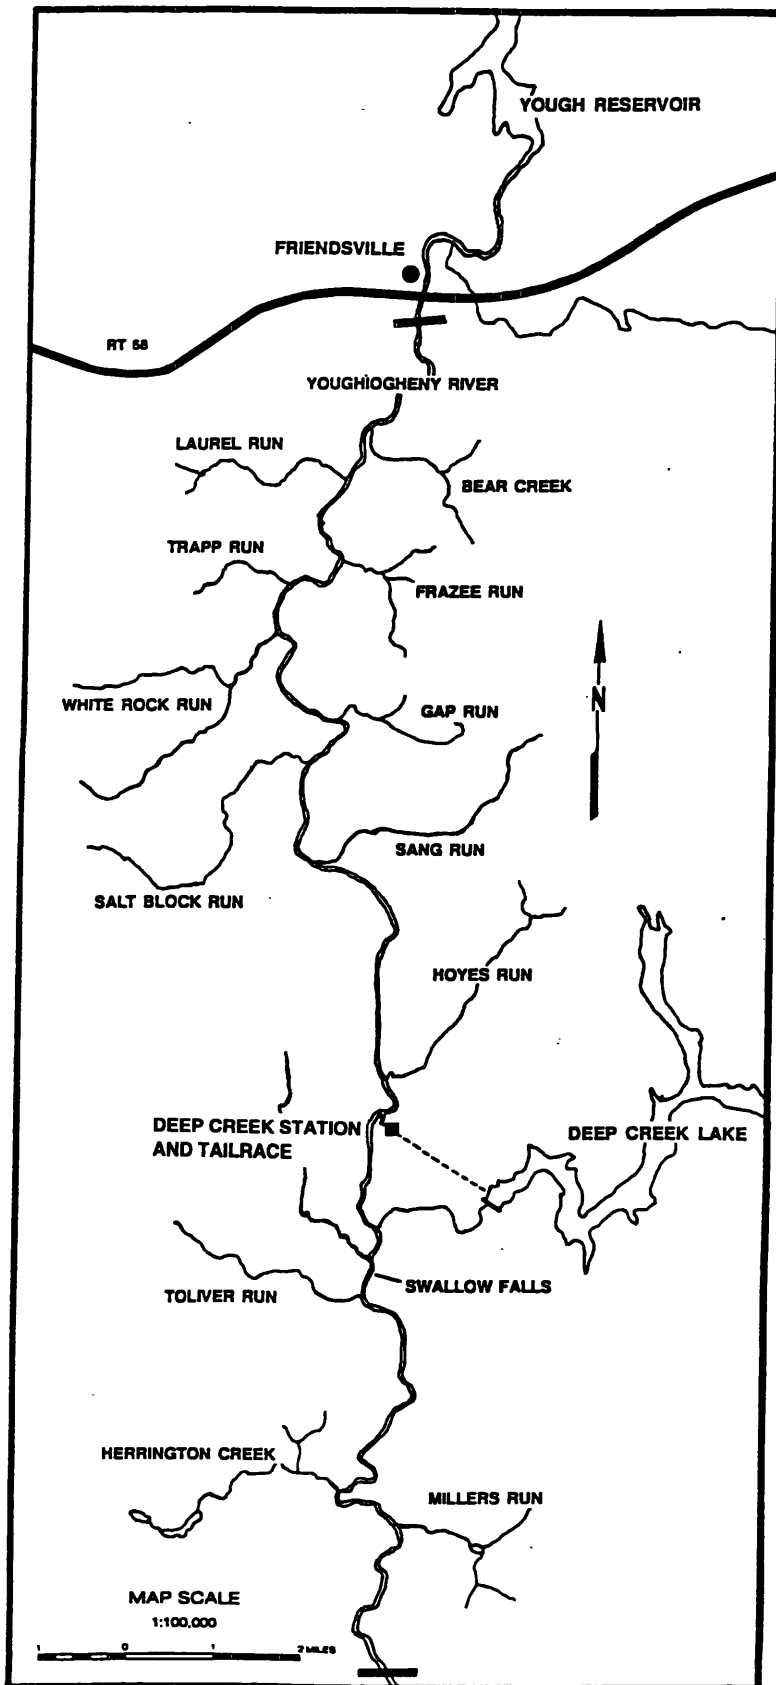 YOUGH RESERVOIR
FRIENDSVILLE
RT 68
YOUGHIOGHENY RIVER
LAUREL RUN
BEAR CREEK
TRAPP RUN
FRAZEE RUN
N
WHITE ROCK RUN
GAP RUN
SANG RUN
SALT BLOCK RUN
HOYES RUN
DEEP CREEK STATION
AND TAILRACE
DEEP CREEK LAKE
SWALLOW FALLS
TOLIVER RUN
HERRINGTON CREEK
MILLERS RUN
MAP SCALE
1:100,000
1 0 1 2 MILES